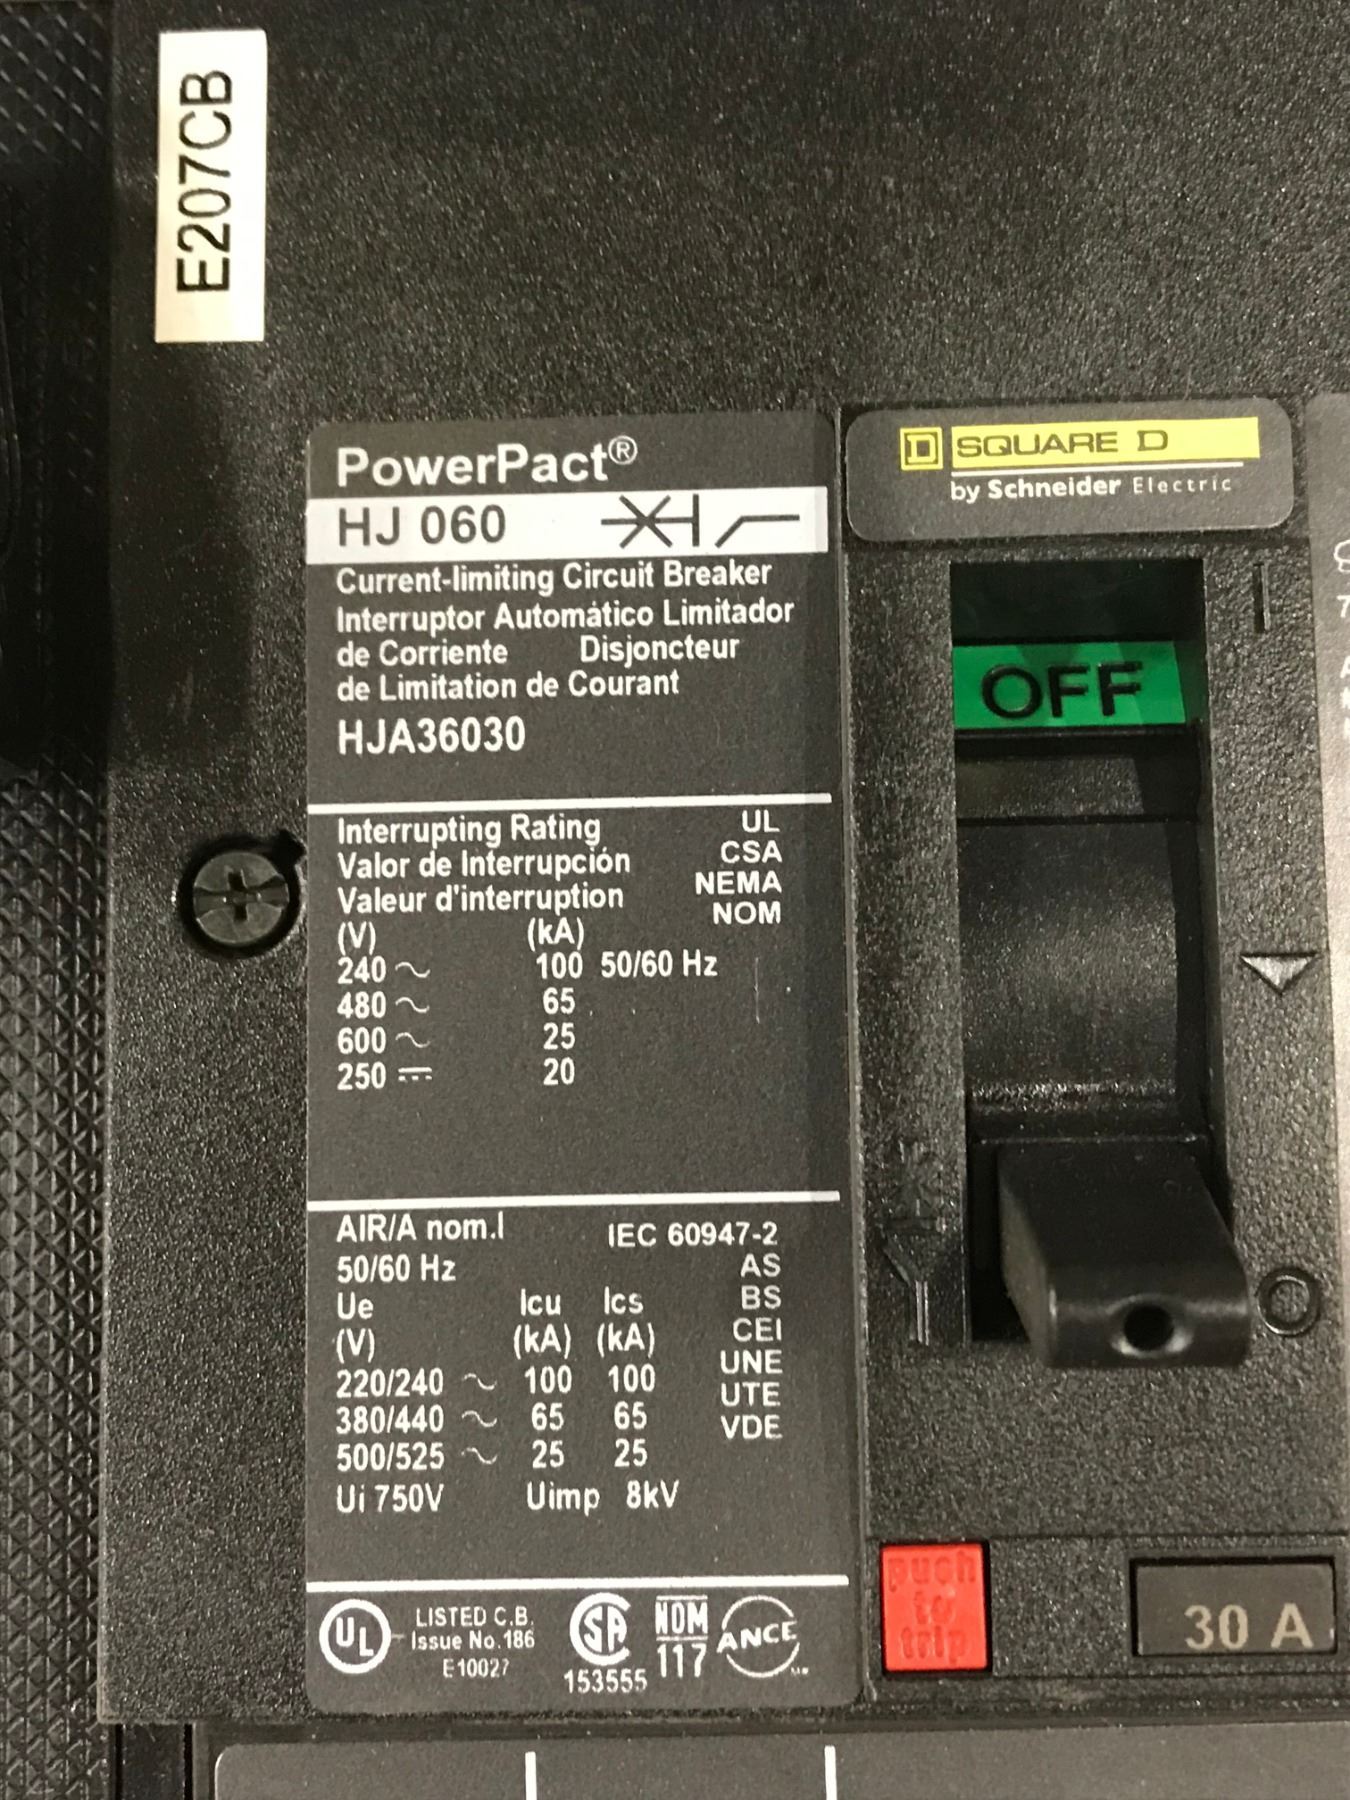 E207CB
PowerPact®
HJ 060
Current-limiting Circuit Breaker
Interruptor Automático Limitador
de Corriente Disjoncteur
de Limitation de Courant
HJA36030
Interrupting Rating UL
Valor de Interrupción CSA
Valeur d'interruption NEMA
(V) (kA) NOM
240 ~ 100 50/60 Hz
480 ~ 65
600 ~ 25
250 ⎓ 20
AIR/A nom.I IEC 60947-2
50/60 Hz AS
Ue Icu Ics BS
(V) (kA) (kA) CEI
220/240 ~ 100 100 UNE
380/440 ~ 65 65 UTE
500/525 ~ 25 25 VDE
Ui 750V Uimp 8kV
UL LISTED C.B.
Issue No.186
E10027
SA
153555
NOM
117
ANCE
D SQUARE D
by Schneider Electric
I
OFF
O
push
to
trip
30 A
7